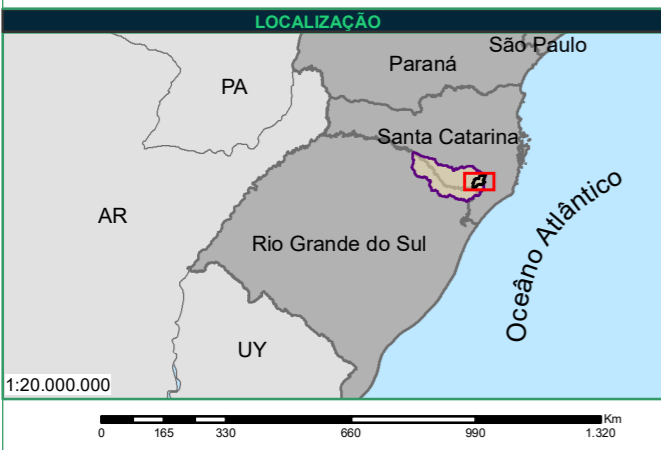 LOCALIZAÇÃO
São Paulo
Paraná
PA
Santa Catarina
AR
Rio Grande do Sul
Oceâno Atlântico
UY
1:20.000.000
Km
0 165 330 660 990 1.320